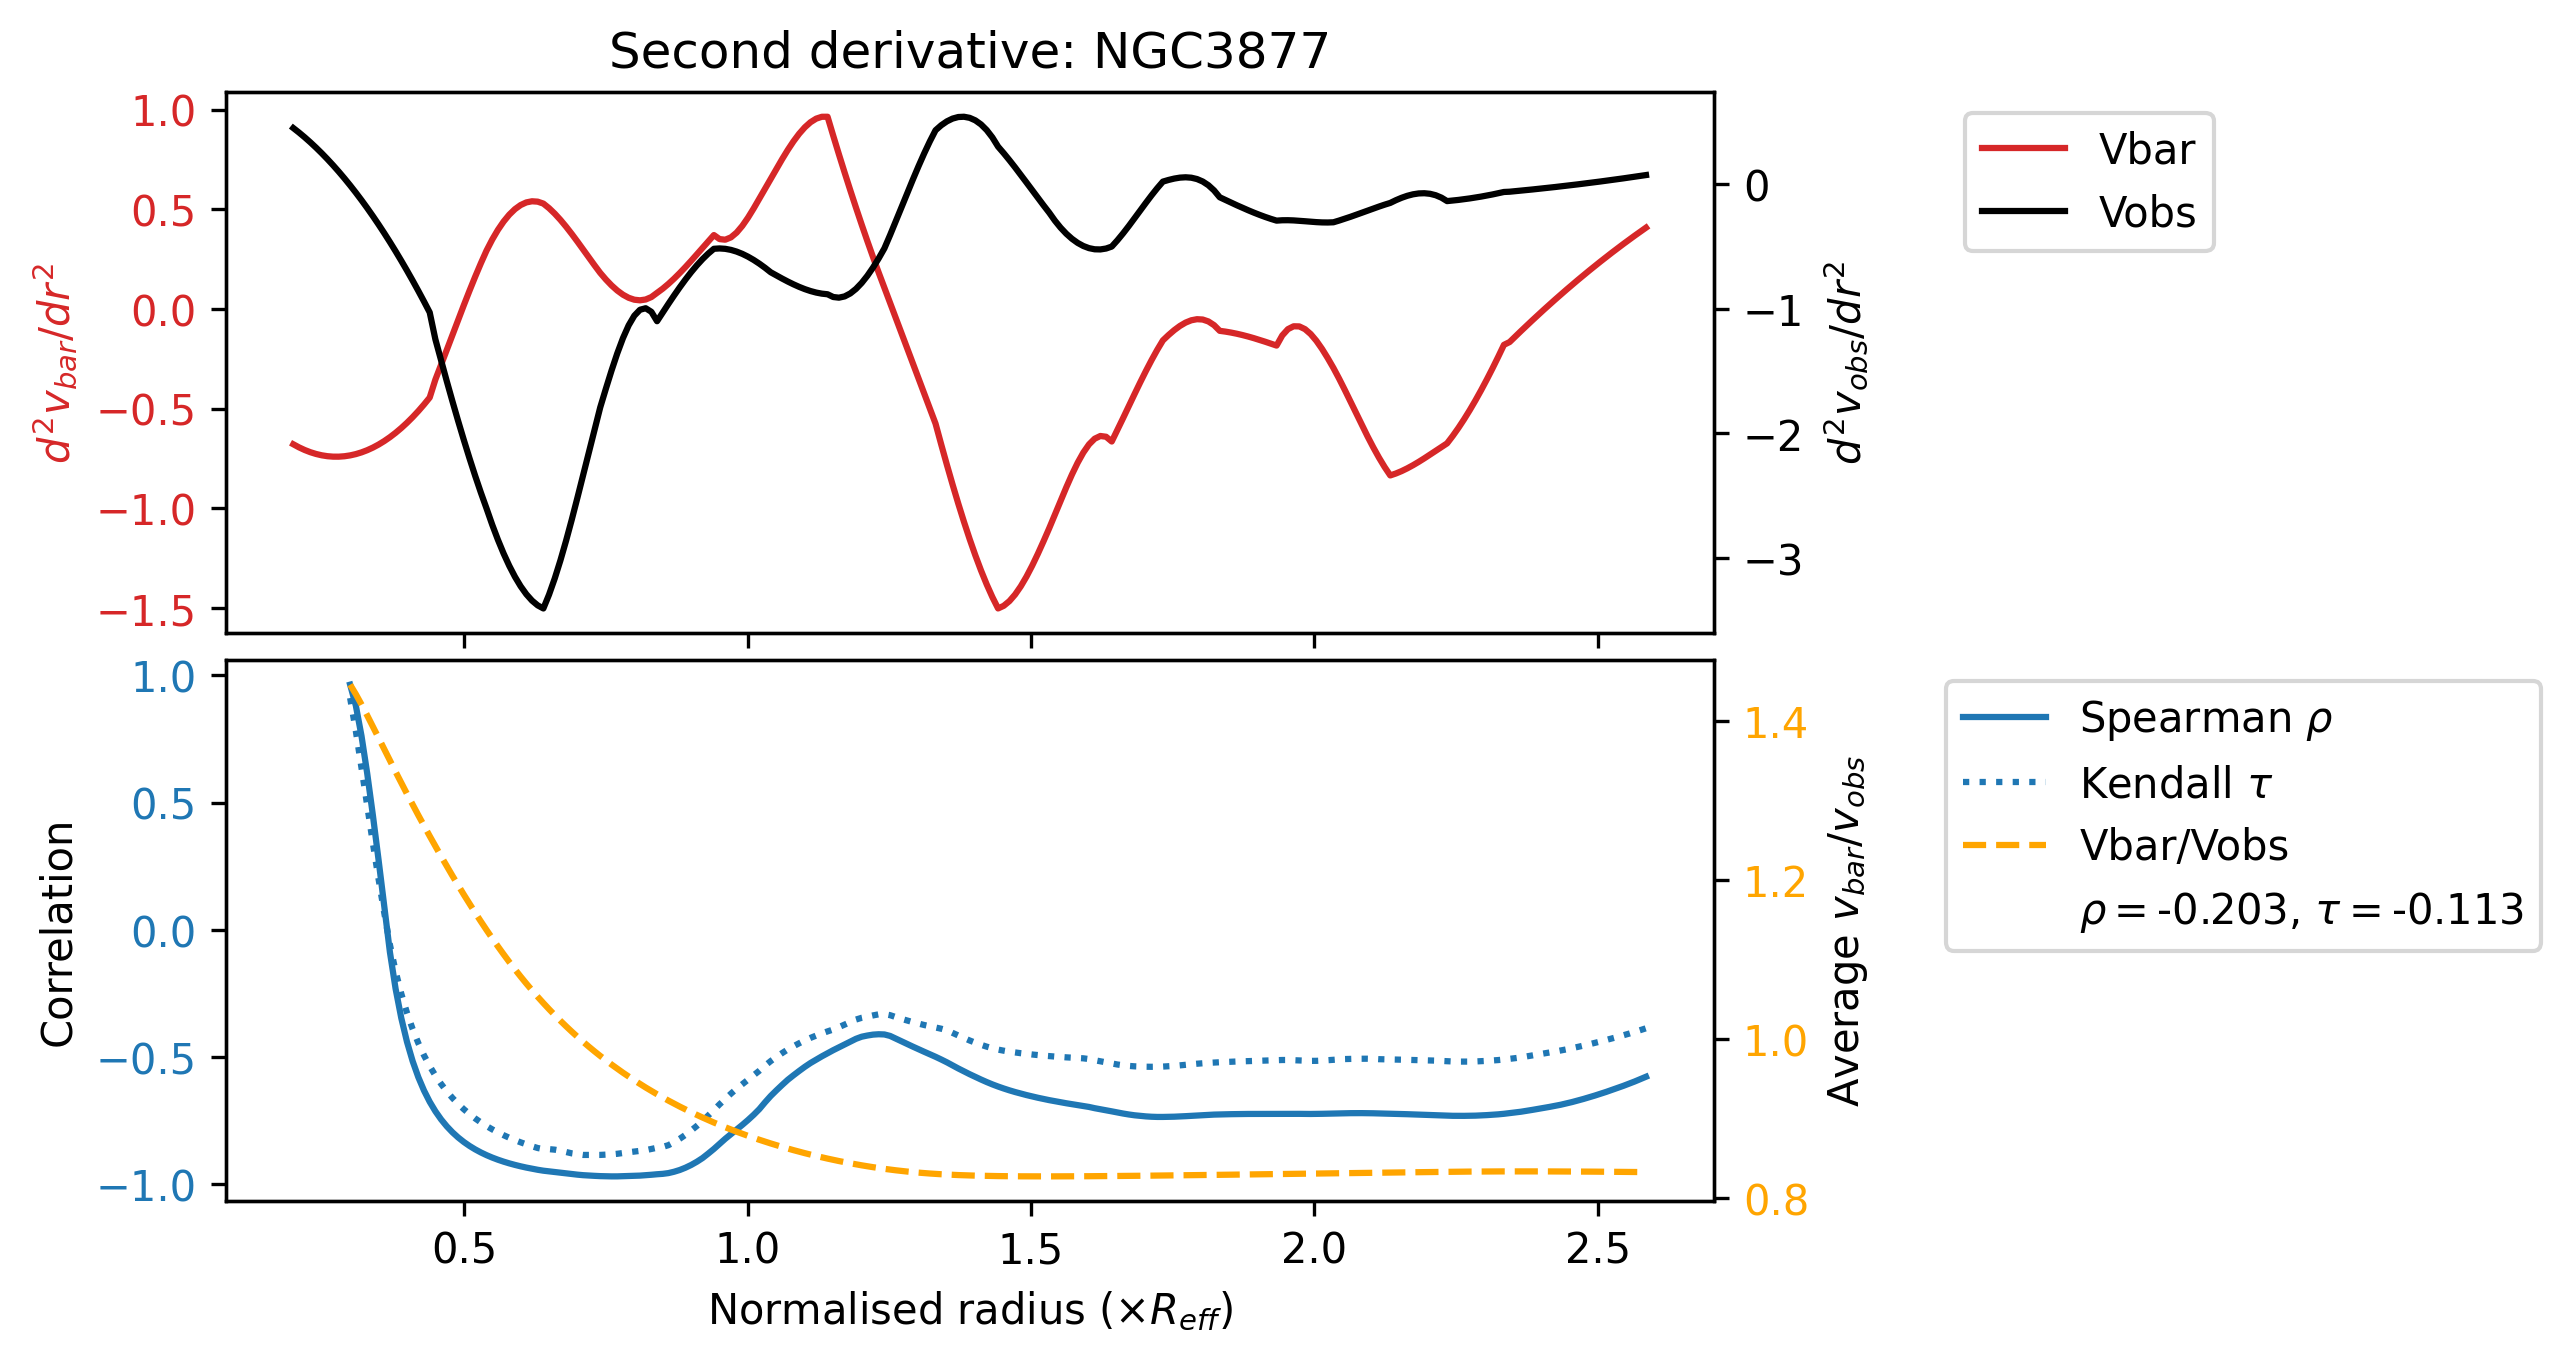 Second derivative: NGC3877
1.0
0.5
0.0
−0.5
−1.0
−1.5
d²v_bar/dr²
0
−1
−2
−3
d²v_obs/dr²
Vbar
Vobs
1.0
0.5
0.0
−0.5
−1.0
Correlation
1.4
1.2
1.0
0.8
Average v_bar/v_obs
Spearman ρ
Kendall τ
Vbar/Vobs
ρ = -0.203, τ = -0.113
0.5 1.0 1.5 2.0 2.5
Normalised radius (×R_eff)